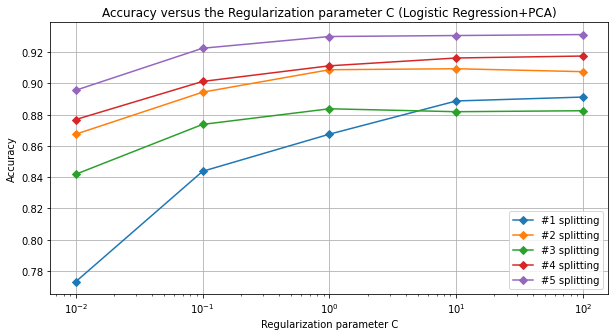 Accuracy versus the Regularization parameter C (Logistic Regression+PCA)
0.92
0.90
0.88
0.86
0.84
0.82
0.80
0.78
Accuracy
10⁻²
10⁻¹
10⁰
10¹
10²
Regularization parameter C
#1 splitting
#2 splitting
#3 splitting
#4 splitting
#5 splitting